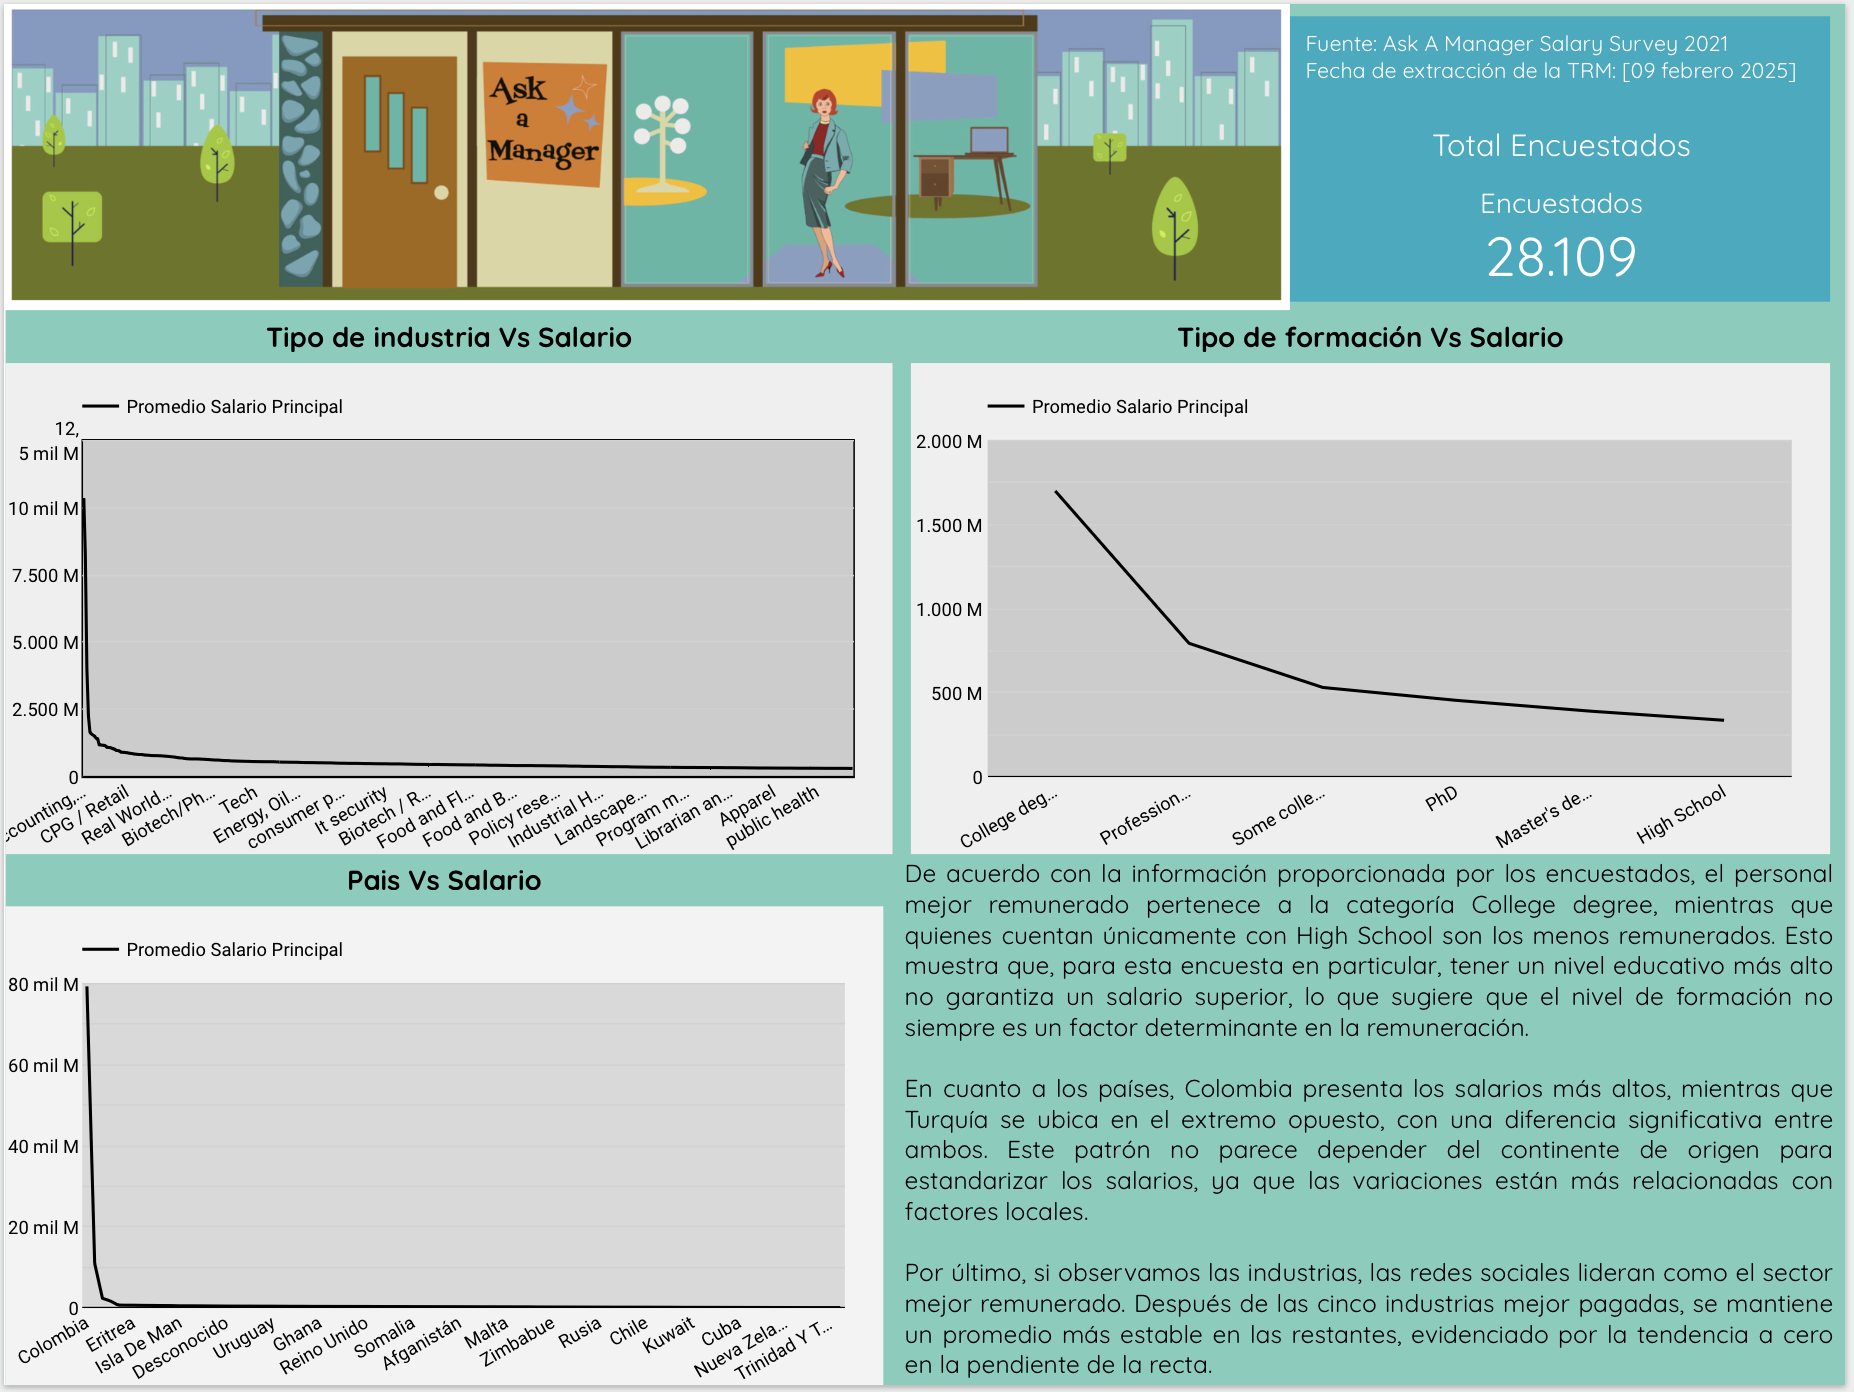 Ask
a
Manager
Fuente: Ask A Manager Salary Survey 2021
Fecha de extracción de la TRM: [09 febrero 2025]
Total Encuestados
Encuestados
28.109
Tipo de industria Vs Salario
Promedio Salario Principal
12,
5 mil M
10 mil M
7.500 M
5.000 M
2.500 M
0
ccounting,...
CPG / Retail
Real World...
Biotech/Ph...
Tech
Energy, Oil...
consumer p...
It security
Biotech / R...
Food and Fl...
Food and B...
Policy rese...
Industrial H...
Landscape...
Program m...
Librarian an...
Apparel
public health
Tipo de formación Vs Salario
Promedio Salario Principal
2.000 M
1.500 M
1.000 M
500 M
0
College deg...
Profession...
Some colle...
PhD
Master's de...
High School
Pais Vs Salario
Promedio Salario Principal
80 mil M
60 mil M
40 mil M
20 mil M
0
Colombia
Eritrea
Isla De Man
Desconocido
Uruguay
Ghana
Reino Unido
Somalia
Afganistán
Malta
Zimbabue
Rusia
Chile
Kuwait
Cuba
Nueva Zela...
Trinidad Y T...
De acuerdo con la información proporcionada por los encuestados, el personal
mejor remunerado pertenece a la categoría College degree, mientras que
quienes cuentan únicamente con High School son los menos remunerados. Esto
muestra que, para esta encuesta en particular, tener un nivel educativo más alto
no garantiza un salario superior, lo que sugiere que el nivel de formación no
siempre es un factor determinante en la remuneración.
En cuanto a los países, Colombia presenta los salarios más altos, mientras que
Turquía se ubica en el extremo opuesto, con una diferencia significativa entre
ambos. Este patrón no parece depender del continente de origen para
estandarizar los salarios, ya que las variaciones están más relacionadas con
factores locales.
Por último, si observamos las industrias, las redes sociales lideran como el sector
mejor remunerado. Después de las cinco industrias mejor pagadas, se mantiene
un promedio más estable en las restantes, evidenciado por la tendencia a cero
en la pendiente de la recta.